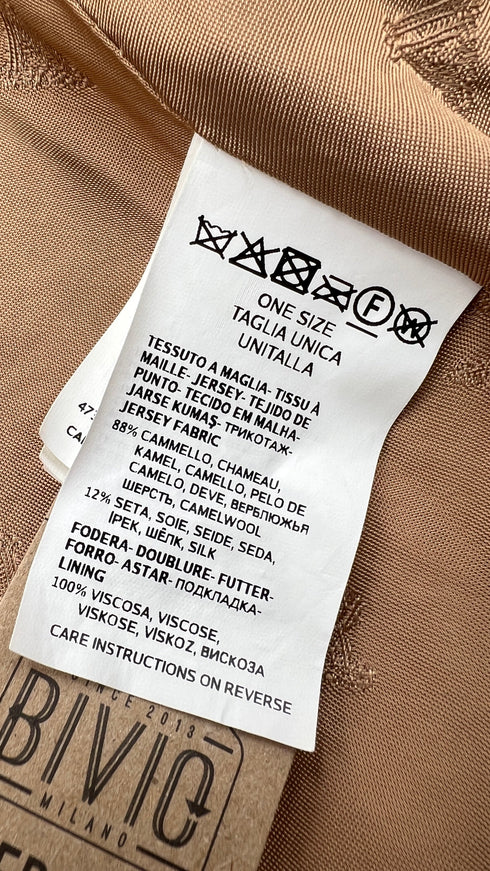 F
W
ONE SIZE
TAGLIA UNICA
UNITALLA
TESSUTO A MAGLIA- TISSU À
MAILLE- JERSEY- TEJIDO DE
PUNTO- TECIDO EM MALHA-
JARSE KUMAŞ- ТРИКОТАЖ-
JERSEY FABRIC
88% CAMMELLO, CHAMEAU,
KAMEL, CAMELLO, PELO DE
CAMELO, DEVE, ВЕРБЛЮЖЬЯ
ШЕРСТЬ, CAMELWOOL
12% SETA, SOIE, SEIDE, SEDA,
İPEK, ШЁЛК, SILK
FODERA- DOUBLURE- FUTTER-
FORRO- ASTAR- ПОДКЛАДКА-
LINING
100% VISCOSA, VISCOSE,
VISKOSE, VISKOZ, ВИСКОЗА
CARE INSTRUCTIONS ON REVERSE
47
CA
SINCE 2013
BIVIO
MILANO